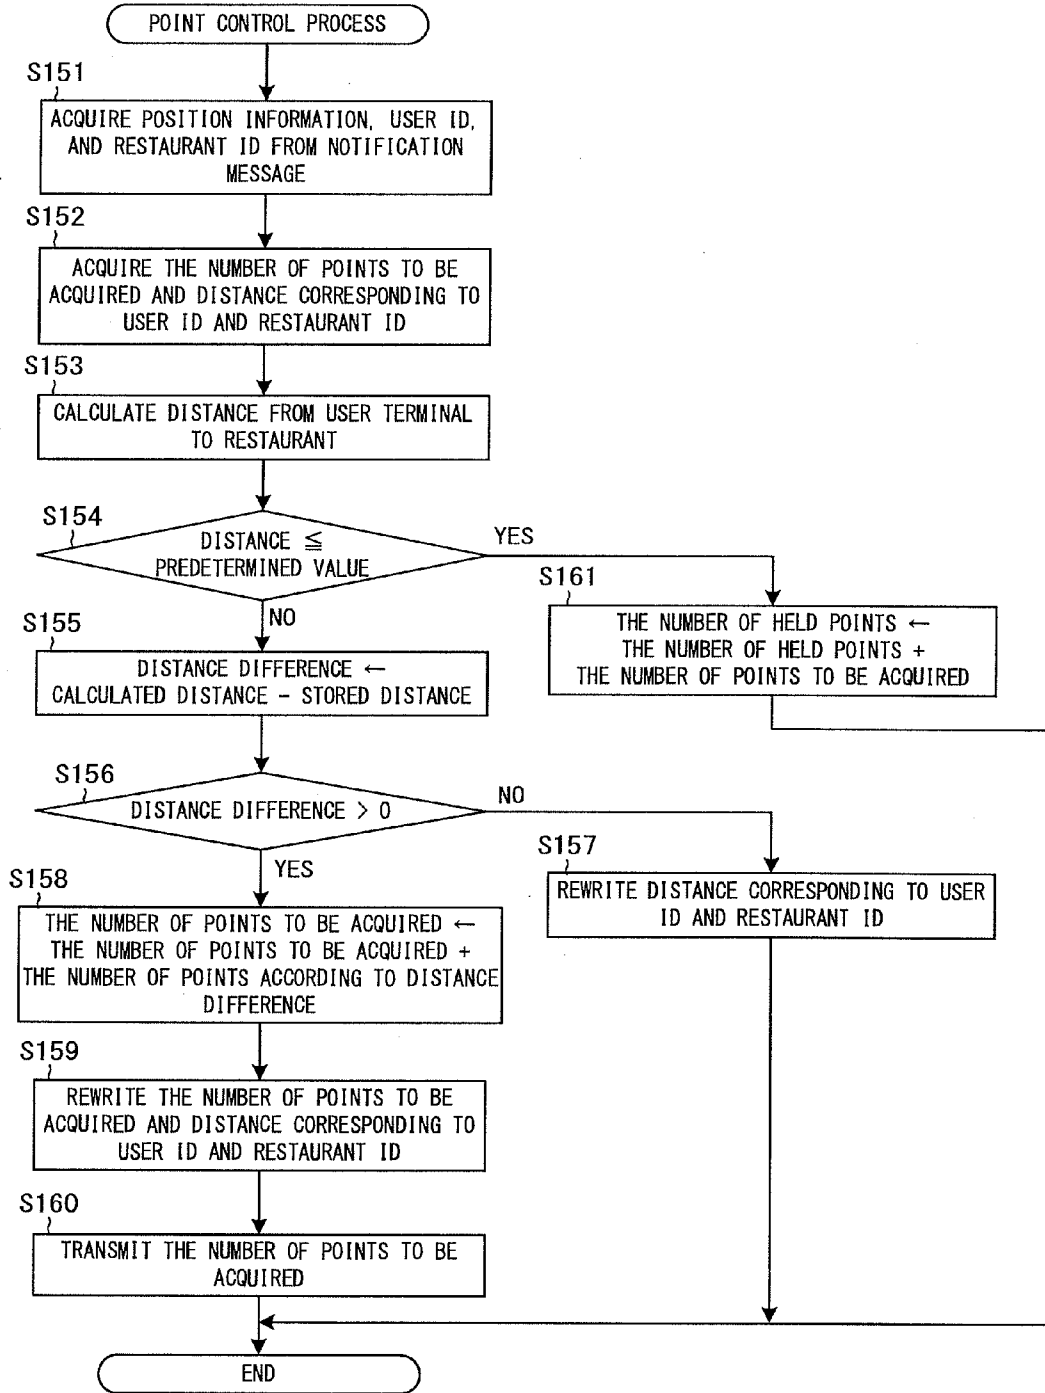 POINT CONTROL PROCESS
S151
ACQUIRE POSITION INFORMATION, USER ID,
AND RESTAURANT ID FROM NOTIFICATION
MESSAGE
S152
ACQUIRE THE NUMBER OF POINTS TO BE
ACQUIRED AND DISTANCE CORRESPONDING TO
USER ID AND RESTAURANT ID
S153
CALCULATE DISTANCE FROM USER TERMINAL
TO RESTAURANT
S154
DISTANCE ≦
PREDETERMINED VALUE
YES
NO
S161
THE NUMBER OF HELD POINTS ←
THE NUMBER OF HELD POINTS +
THE NUMBER OF POINTS TO BE ACQUIRED
S155
DISTANCE DIFFERENCE ←
CALCULATED DISTANCE − STORED DISTANCE
S156
DISTANCE DIFFERENCE > 0
NO
YES
S157
REWRITE DISTANCE CORRESPONDING TO USER
ID AND RESTAURANT ID
S158
THE NUMBER OF POINTS TO BE ACQUIRED ←
THE NUMBER OF POINTS TO BE ACQUIRED +
THE NUMBER OF POINTS ACCORDING TO DISTANCE
DIFFERENCE
S159
REWRITE THE NUMBER OF POINTS TO BE
ACQUIRED AND DISTANCE CORRESPONDING TO
USER ID AND RESTAURANT ID
S160
TRANSMIT THE NUMBER OF POINTS TO BE
ACQUIRED
END